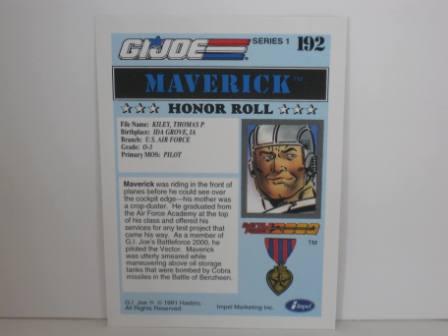 G.I. JOE
SERIES 1
192
MAVERICK™
HONOR ROLL
File Name: KILEY, THOMAS P
Birthplace: IDA GROVE, IA
Branch: U.S. AIR FORCE
Grade: O-3
Primary MOS: PILOT
Maverick was riding in the front of
planes before he could see over
the cockpit edge—his mother was
a crop-duster. He graduated from
the Air Force Academy at the top
of his class and offered his
services for any test project that
came his way. As a member of
G.I. Joe's Battleforce 2000, he
piloted the Vector. Maverick
was utterly smeared while
maneuvering above oil storage
tanks that were bombed by Cobra
missiles in the Battle of Benzheen.
TM
G.I. Joe ® © 1991 Hasbro.
All Rights Reserved.
Impel Marketing Inc.
impel